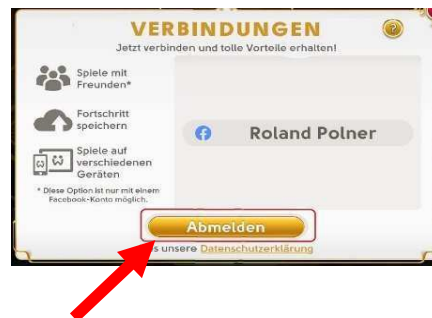 VERBINDUNGEN
Jetzt verbinden und tolle Vorteile erhalten!
Spiele mit
Freunden*
Fortschritt
speichern
Roland Polner
Spiele auf
verschiedenen
Geräten
* Diese Option ist nur mit einem
Facebook-Konto möglich.
Abmelden
unsere Datenschutzerklärung